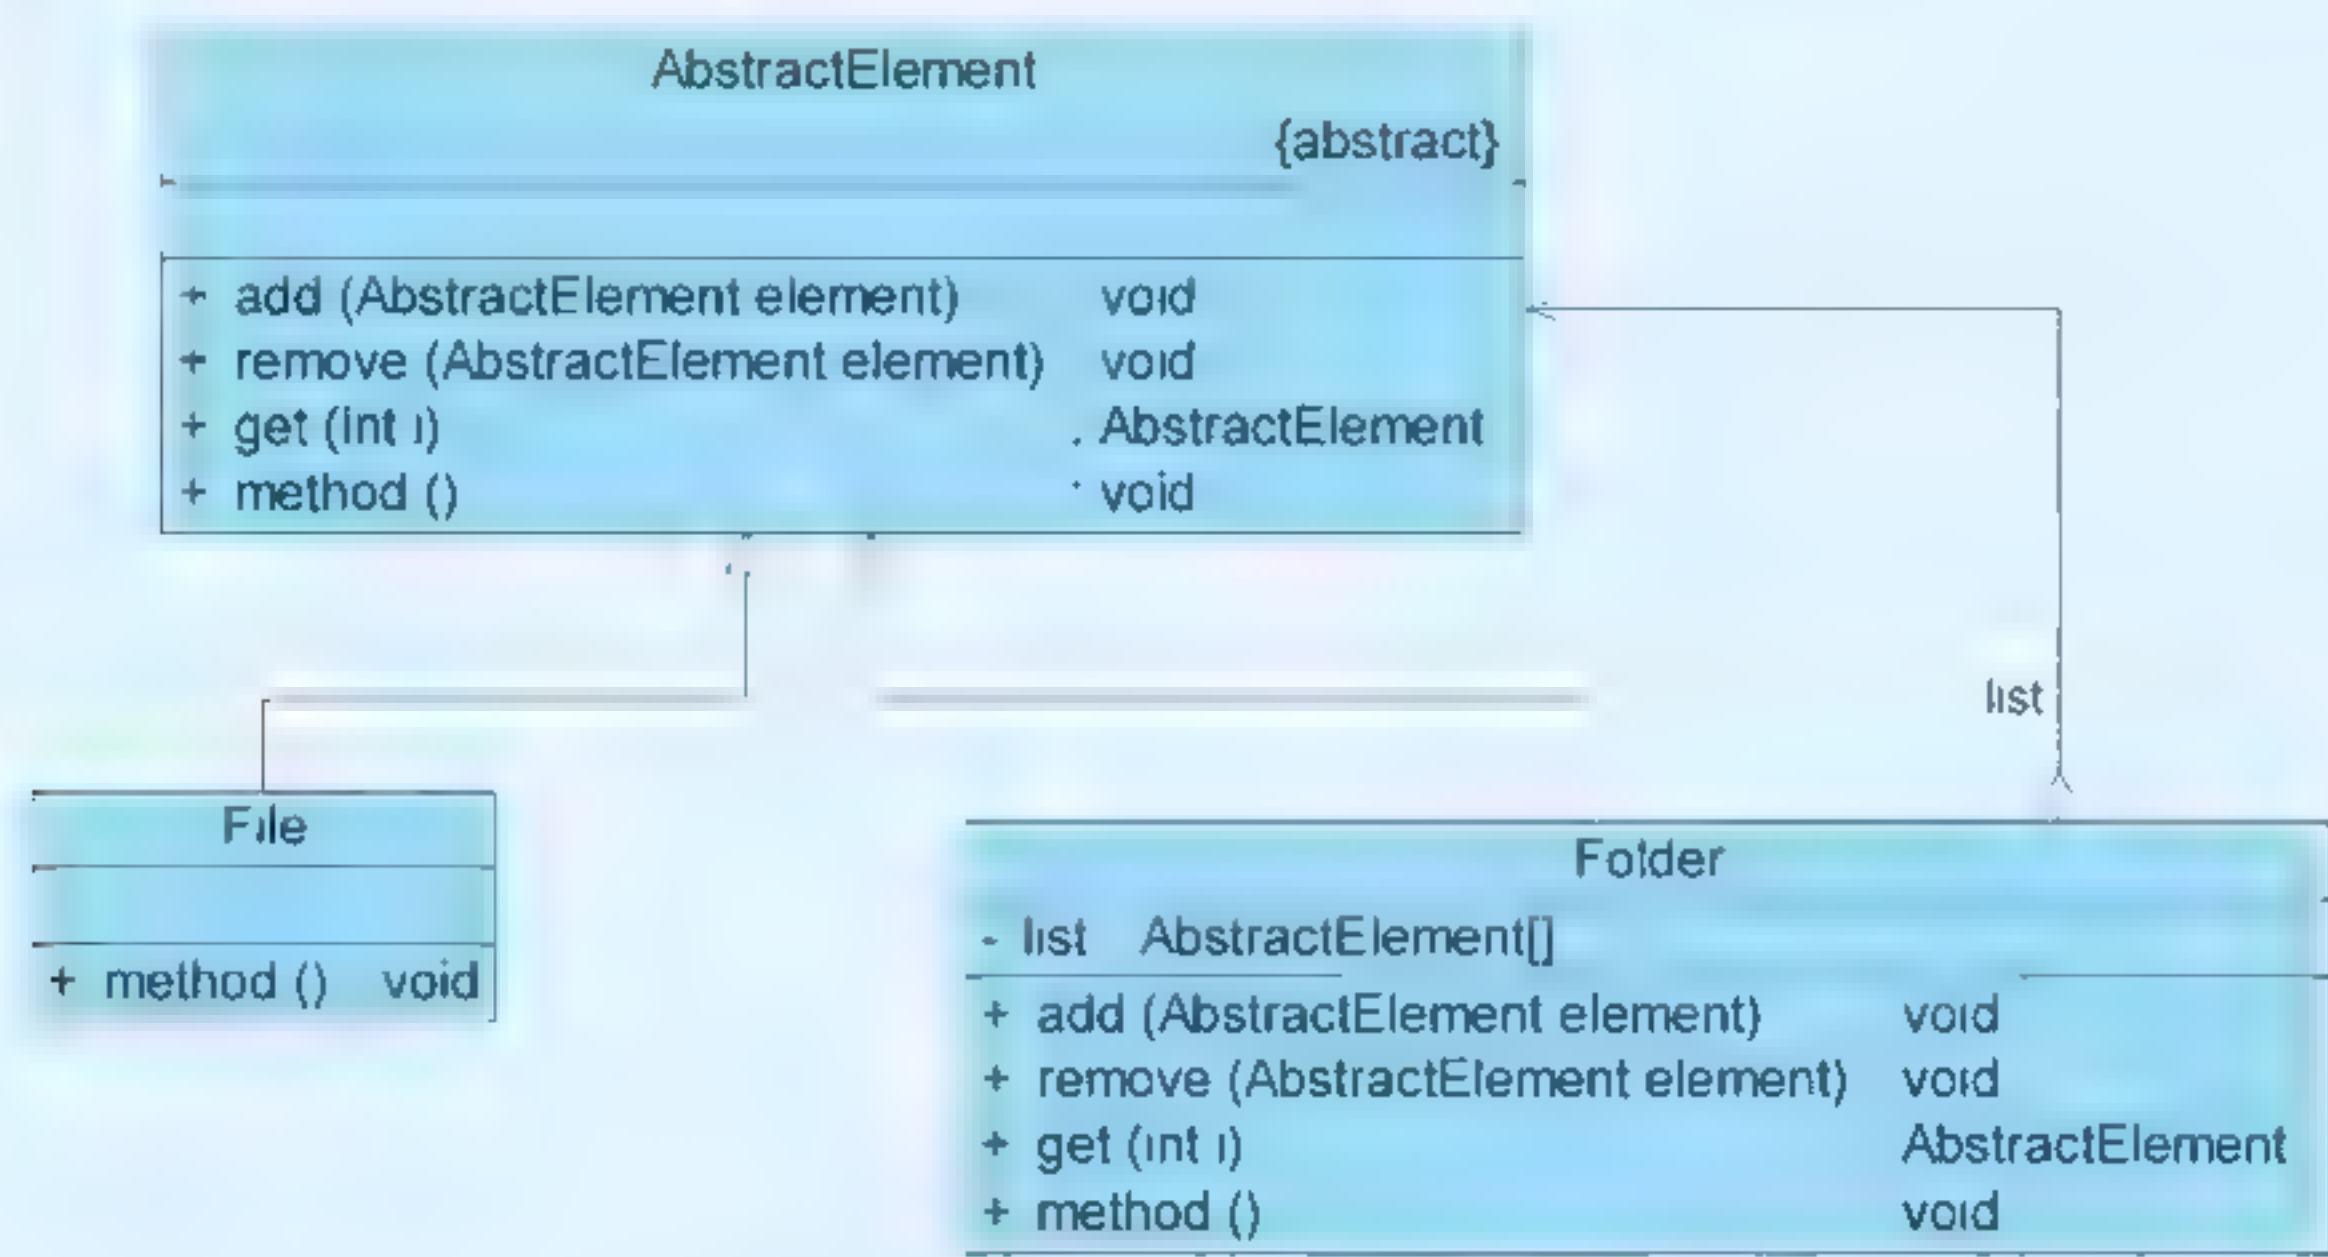 AbstractElement
{abstract}
+ add (AbstractElement element) void
+ remove (AbstractElement element) void
+ get (int i) : AbstractElement
+ method () : void
list
File
+ method () void
Folder
- list AbstractElement[]
+ add (AbstractElement element) void
+ remove (AbstractElement element) void
+ get (int i) AbstractElement
+ method () void